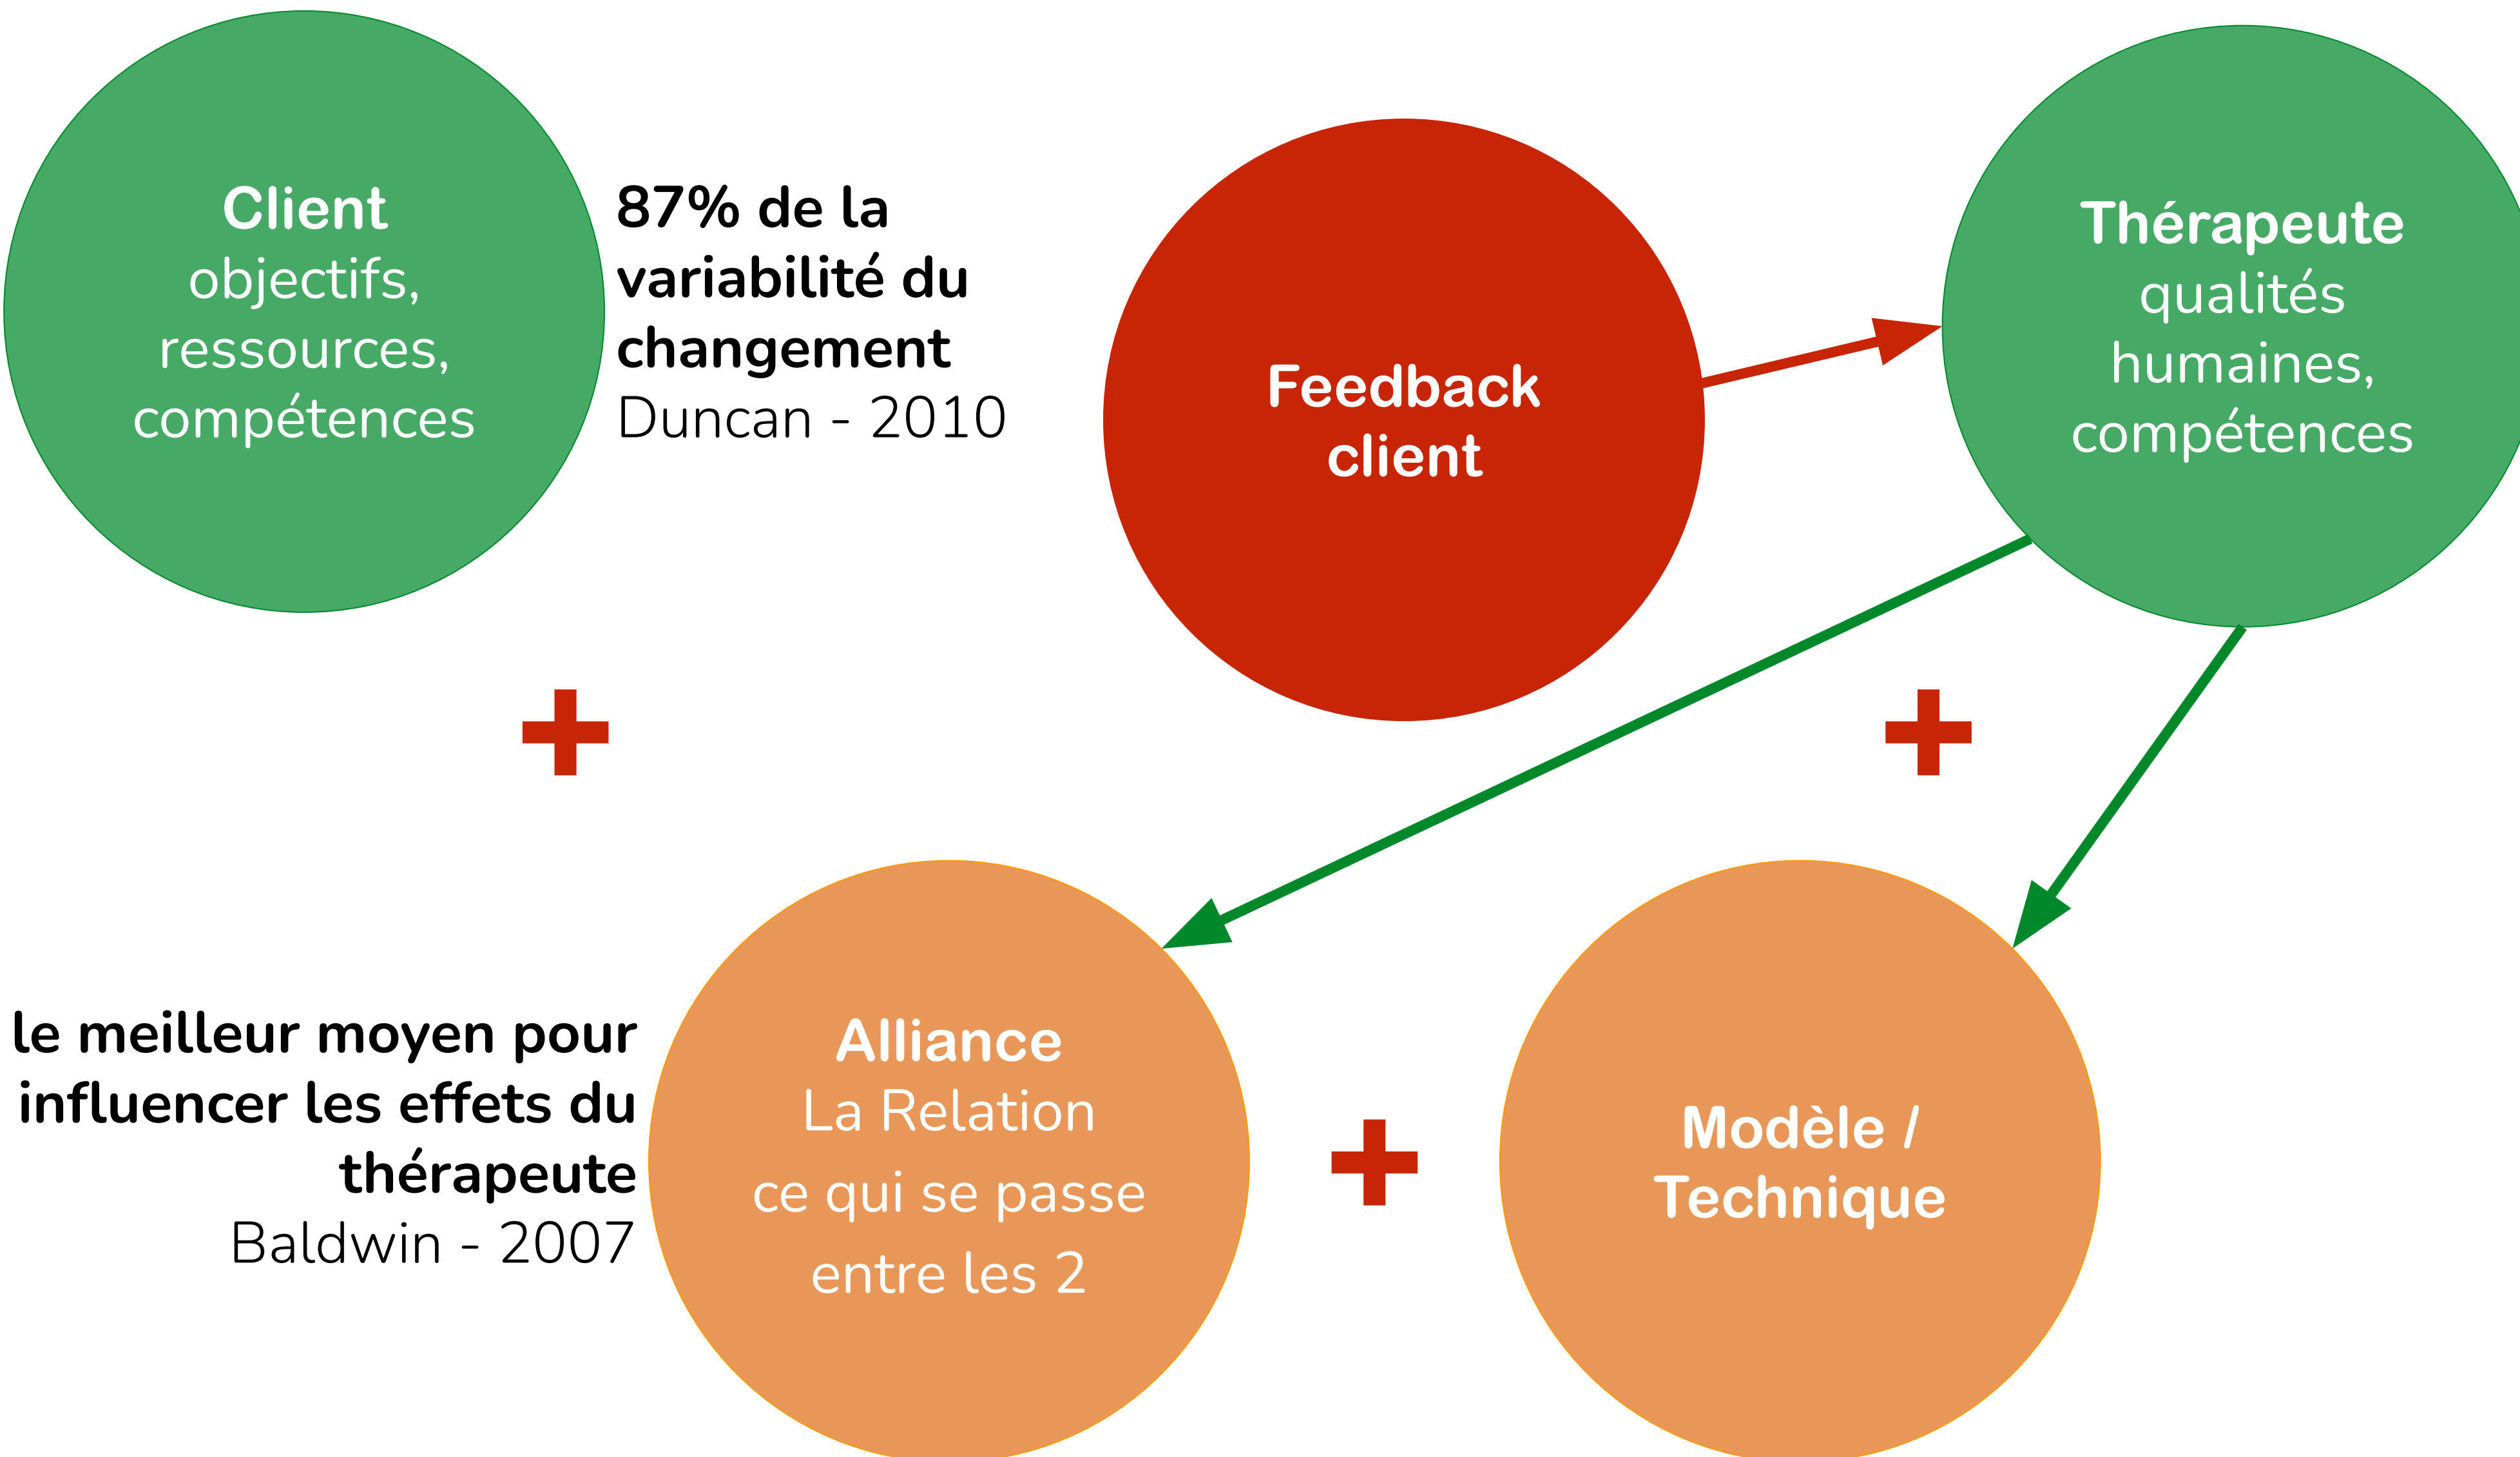 Client
objectifs,
ressources,
compétences
87% de la
variabilité du
changement
Duncan - 2010
Feedback
client
Thérapeute
qualités
humaines,
compétences
le meilleur moyen pour
influencer les effets du
thérapeute
Baldwin - 2007
Alliance
La Relation
ce qui se passe
entre les 2
Modèle /
Technique